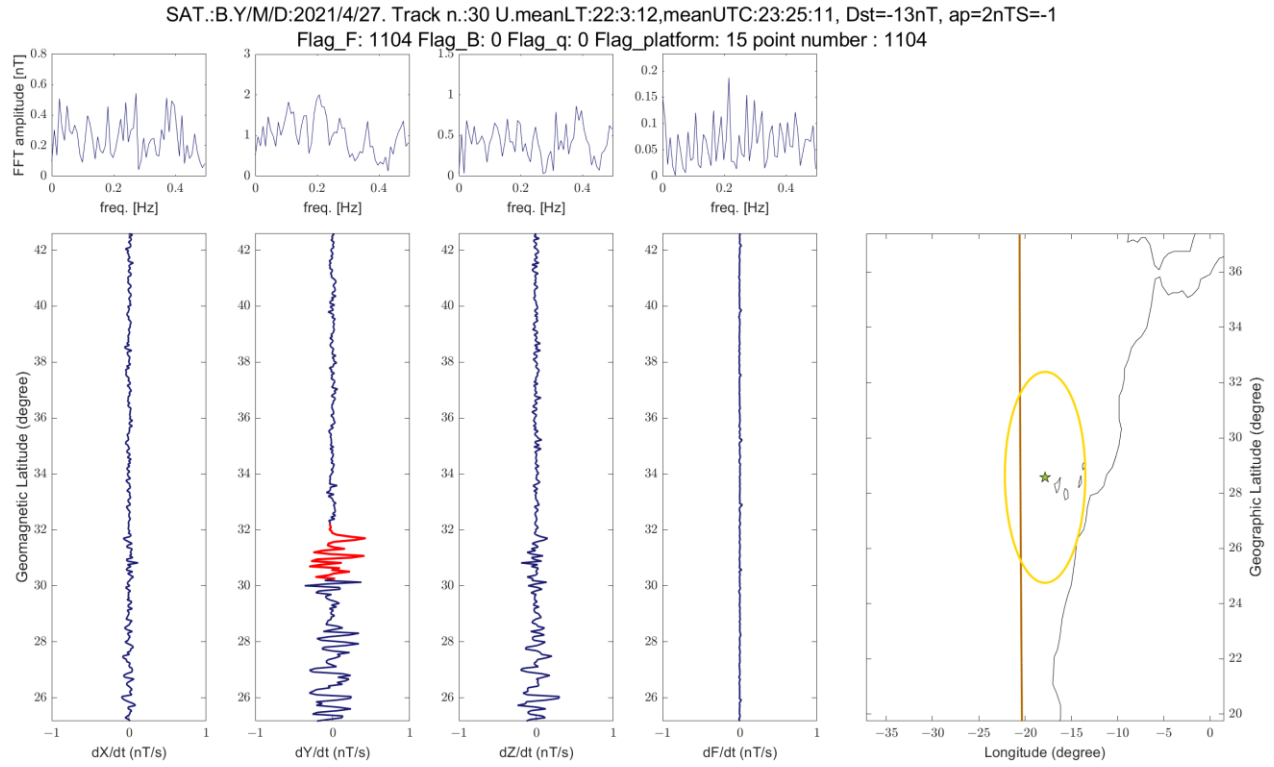 SAT.:B.Y/M/D:2021/4/27. Track n.:30 U.meanLT:22:3:12,meanUTC:23:25:11, Dst=-13nT, ap=2nTS=-1
Flag_F: 1104 Flag_B: 0 Flag_q: 0 Flag_platform: 15 point number : 1104
FFT amplitude [nT]
0.8
0.6
0.4
0.2
0
0 0.2 0.4
freq. [Hz]
3
2
1
0
0 0.2 0.4
freq. [Hz]
1.5
1
0.5
0
0 0.2 0.4
freq. [Hz]
0.2
0.15
0.1
0.05
0
0 0.2 0.4
freq. [Hz]
Geomagnetic Latitude (degree)
42
40
38
36
34
32
30
28
26
−1 0 1
dX/dt (nT/s)
42
40
38
36
34
32
30
28
26
−1 0 1
dY/dt (nT/s)
42
40
38
36
34
32
30
28
26
−1 0 1
dZ/dt (nT/s)
42
40
38
36
34
32
30
28
26
−1 0 1
dF/dt (nT/s)
36
34
32
30
28
26
24
22
20
Geographic Latitude (degree)
−35 −30 −25 −20 −15 −10 −5 0
Longitude (degree)